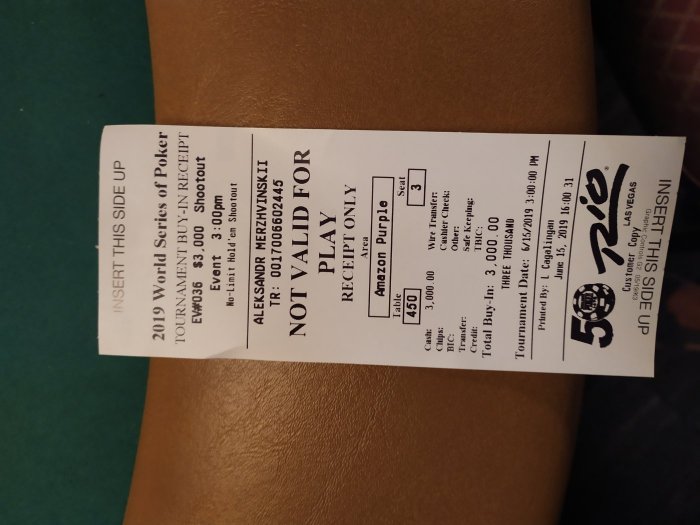 INSERT THIS SIDE UP
2019 World Series of Poker
TOURNAMENT BUY-IN RECEIPT
EV#036 $3,000 Shootout
Event 3:00pm
No-Limit Hold'em Shootout
ALEKSANDR MERZHVINSKII
TR: 0017006602445
NOT VALID FOR
PLAY
RECEIPT ONLY
Area
Amazon Purple
Table Seat
450 3
Cash: 3,000.00 Wire Transfer:
Chips: Cashier Check:
BIC: Other:
Transfer: Safe Keeping:
Credit: TBIC:
Total Buy-In: 3,000.00
THREE THOUSAND
Tournament Date: 6/15/2019 3:00:00 PM
Printed By: I Cagalingan
June 15, 2019 16:00 31
50 RIO
LAS VEGAS
Customer Copy
Graphic Controls
INSERT THIS SIDE UP